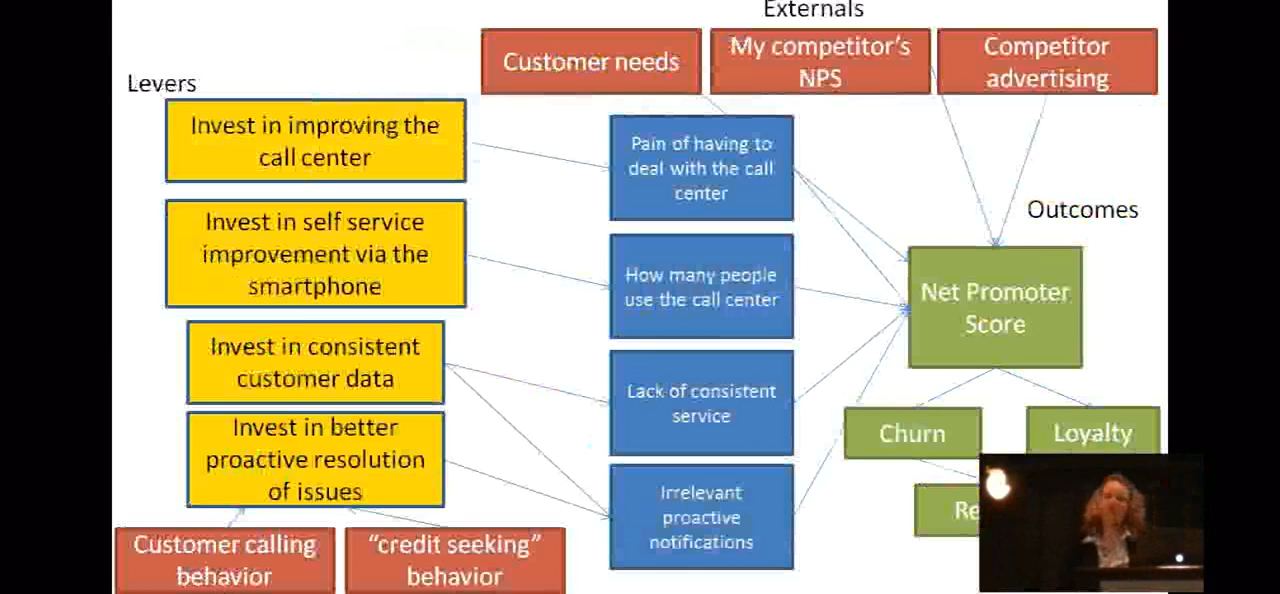 Externals
Customer needs
My competitor's
NPS
Competitor
advertising
Levers
Invest in improving the
call center
Invest in self service
improvement via the
smartphone
Invest in consistent
customer data
Invest in better
proactive resolution
of issues
Customer calling
behavior
"credit seeking"
behavior
Pain of having to
deal with the call
center
How many people
use the call center
Lack of consistent
service
Irrelevant
proactive
notifications
Outcomes
Net Promoter
Score
Churn
Loyalty